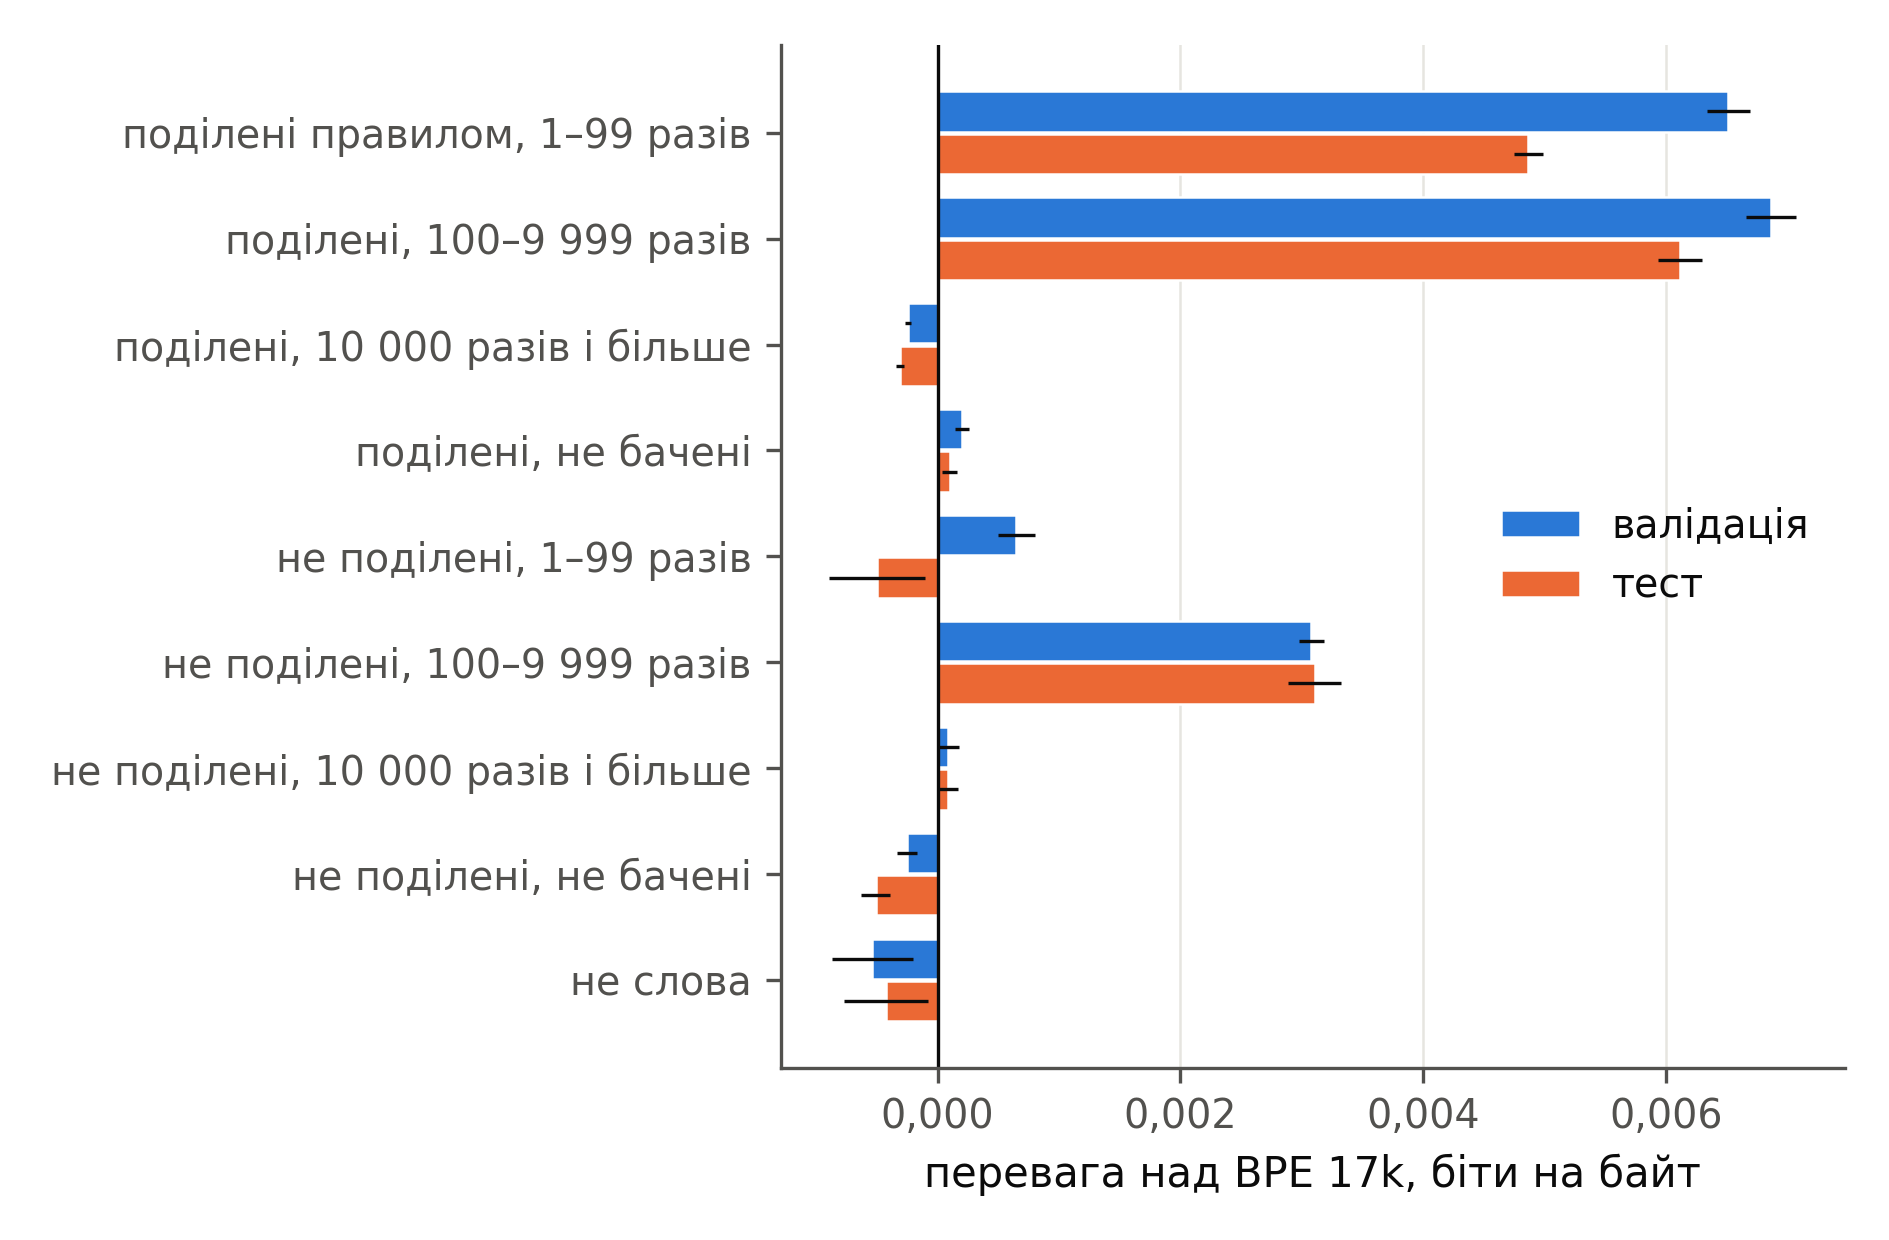 поділені правилом, 1–99 разів
поділені, 100–9 999 разів
поділені, 10 000 разів і більше
поділені, не бачені
не поділені, 1–99 разів
не поділені, 100–9 999 разів
не поділені, 10 000 разів і більше
не поділені, не бачені
не слова
валідація
тест
0,000 0,002 0,004 0,006
перевага над BPE 17k, біти на байт